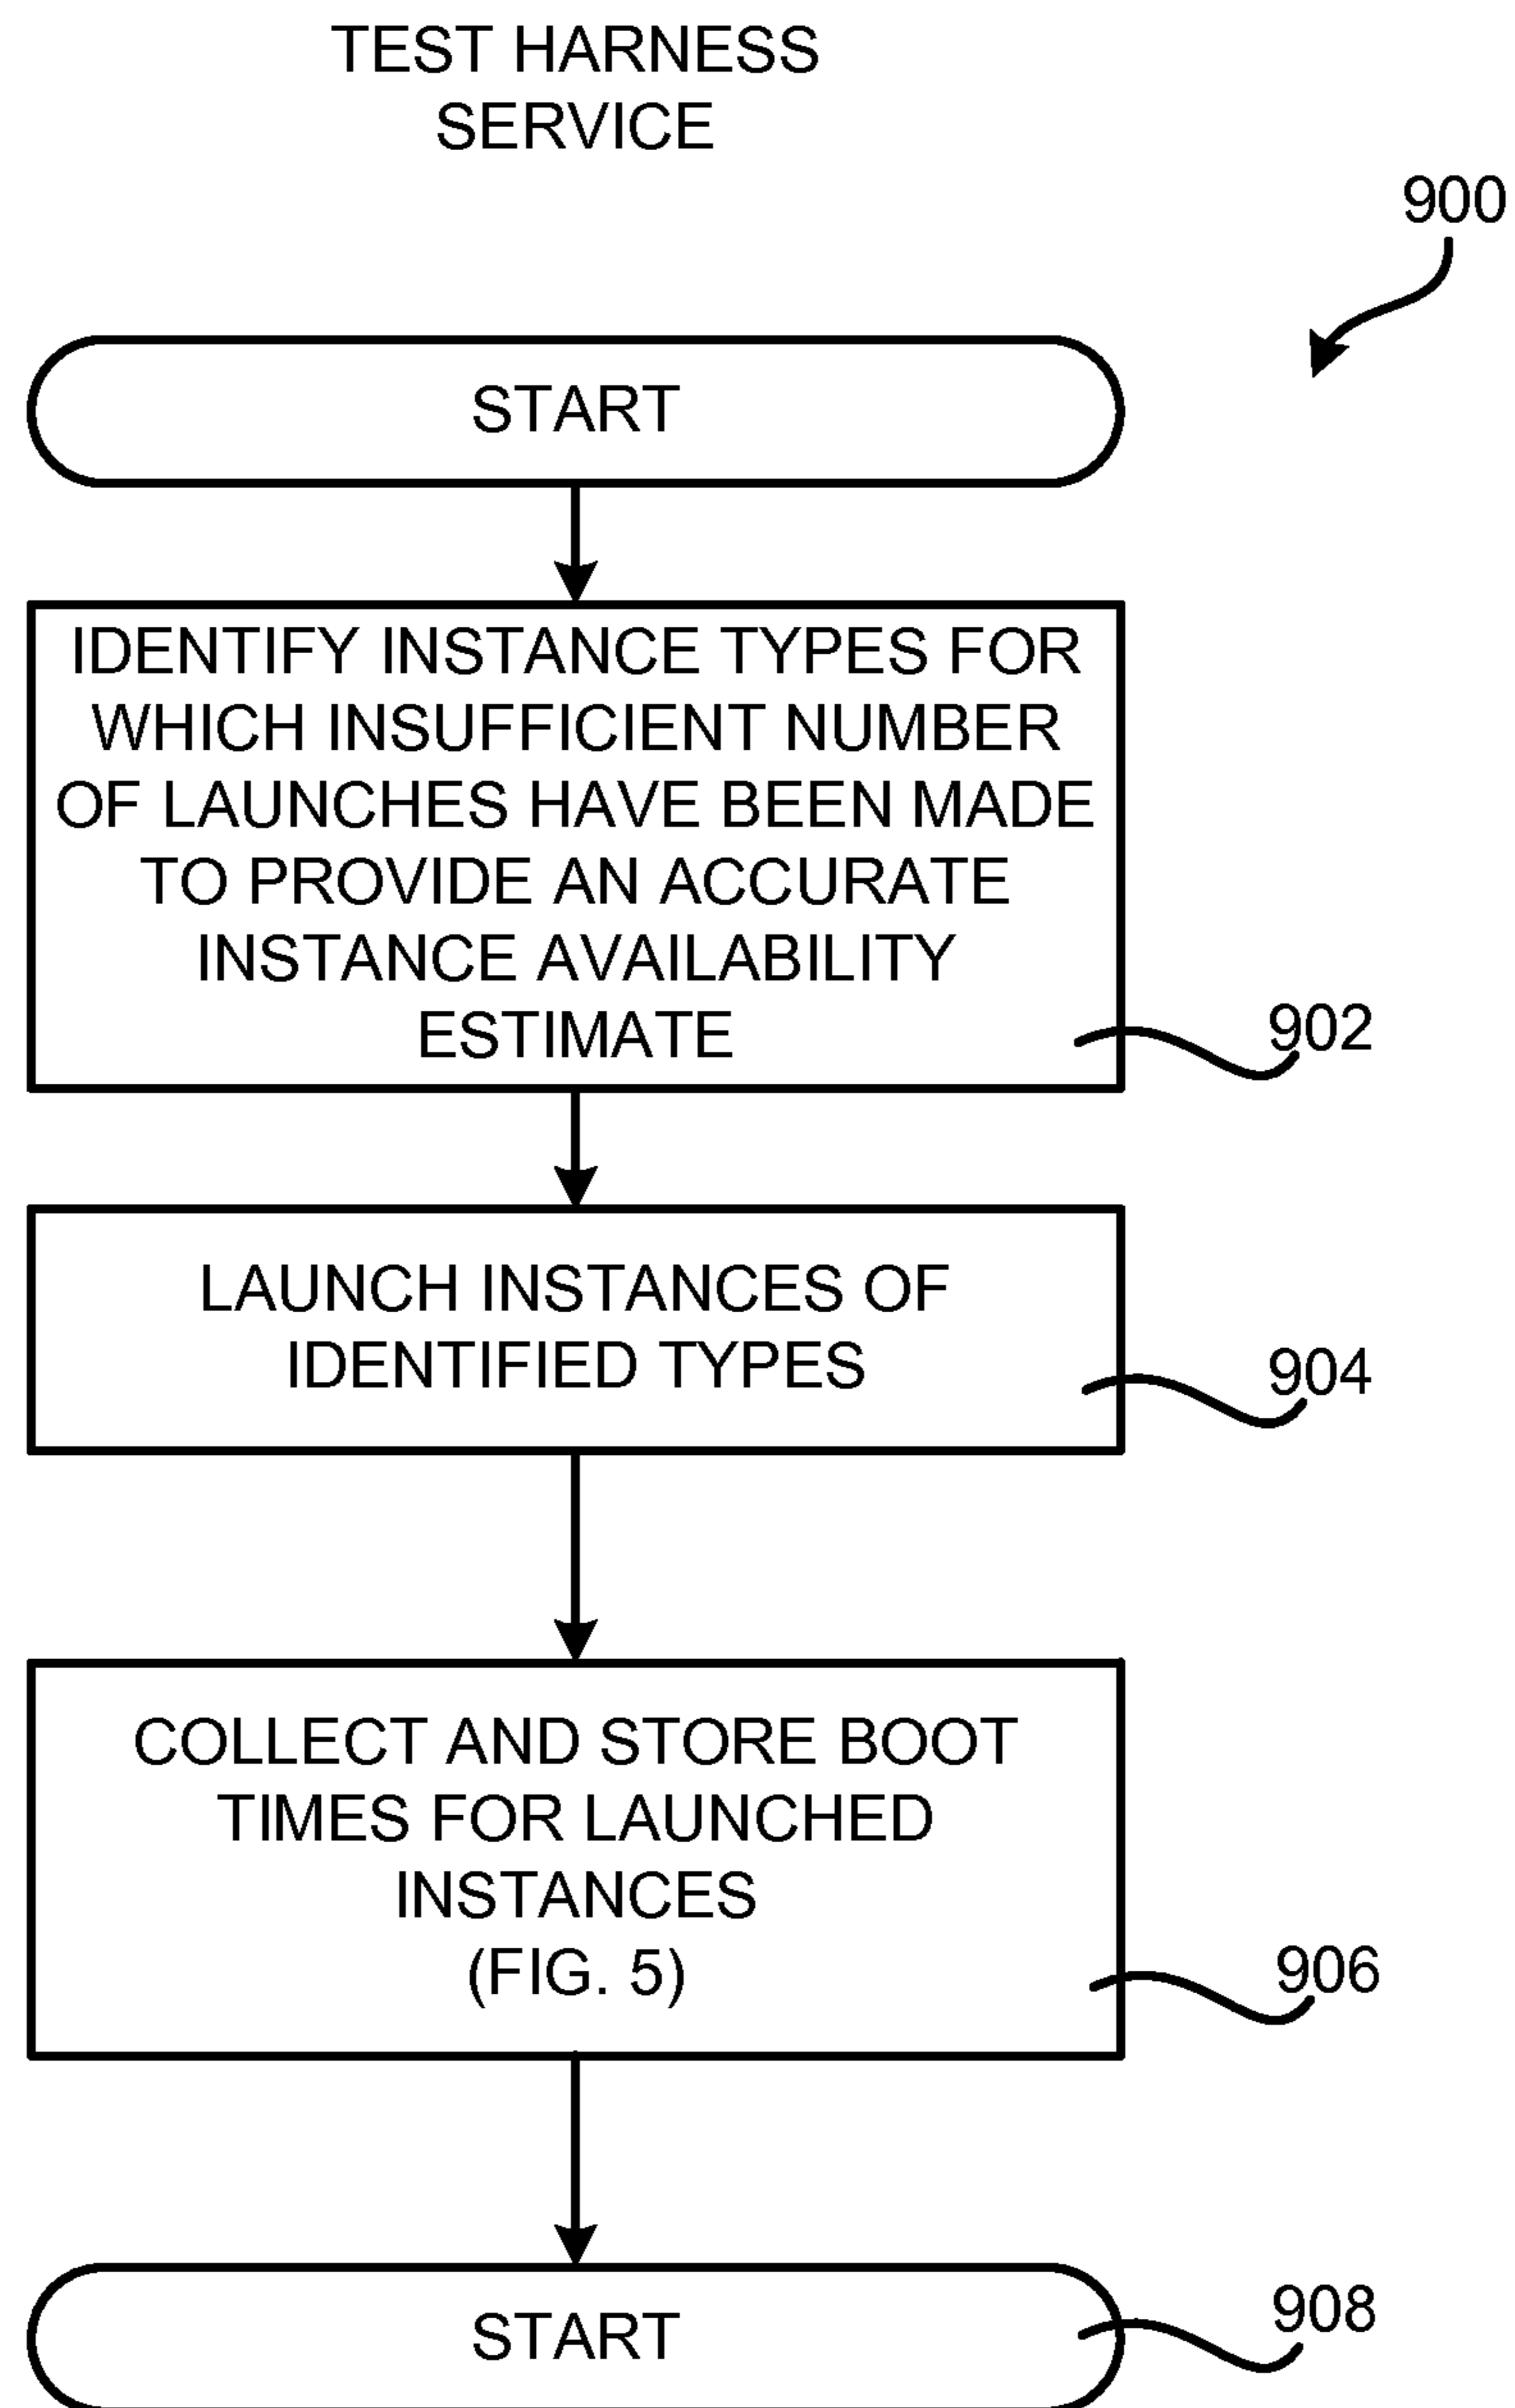 TEST HARNESS
SERVICE
900
START
IDENTIFY INSTANCE TYPES FOR
WHICH INSUFFICIENT NUMBER
OF LAUNCHES HAVE BEEN MADE
TO PROVIDE AN ACCURATE
INSTANCE AVAILABILITY
ESTIMATE
902
LAUNCH INSTANCES OF
IDENTIFIED TYPES
904
COLLECT AND STORE BOOT
TIMES FOR LAUNCHED
INSTANCES
(FIG. 5)
906
START
908